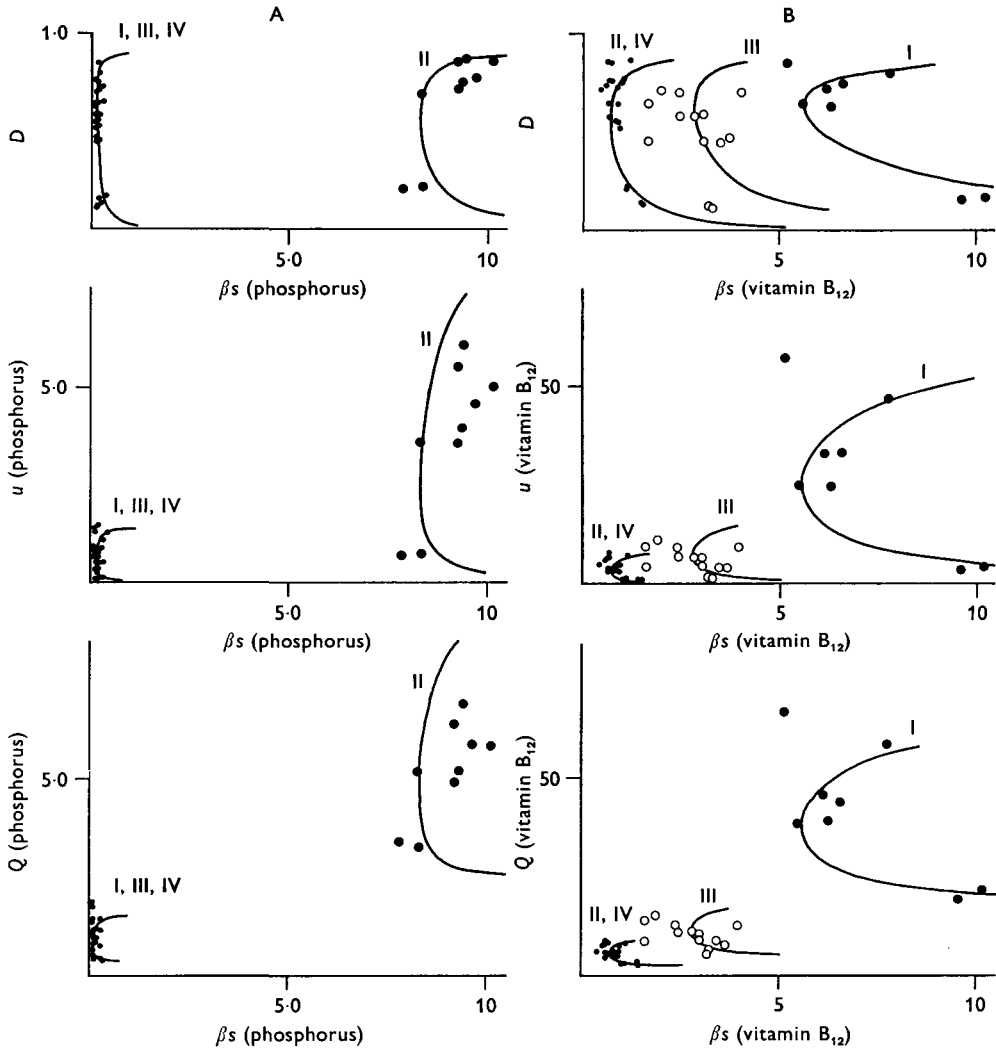 A
B
1·0
I, III, IV
II
D
5·0
10
βs (phosphorus)
II, IV
III
I
D
5
10
βs (vitamin B₁₂)
II
5·0
u (phosphorus)
I, III, IV
5·0
10
βs (phosphorus)
I
50
u (vitamin B₁₂)
III
II, IV
5
10
βs (vitamin B₁₂)
II
5·0
Q (phosphorus)
I, III, IV
5·0
10
βs (phosphorus)
I
50
Q (vitamin B₁₂)
III
II, IV
5
10
βs (vitamin B₁₂)